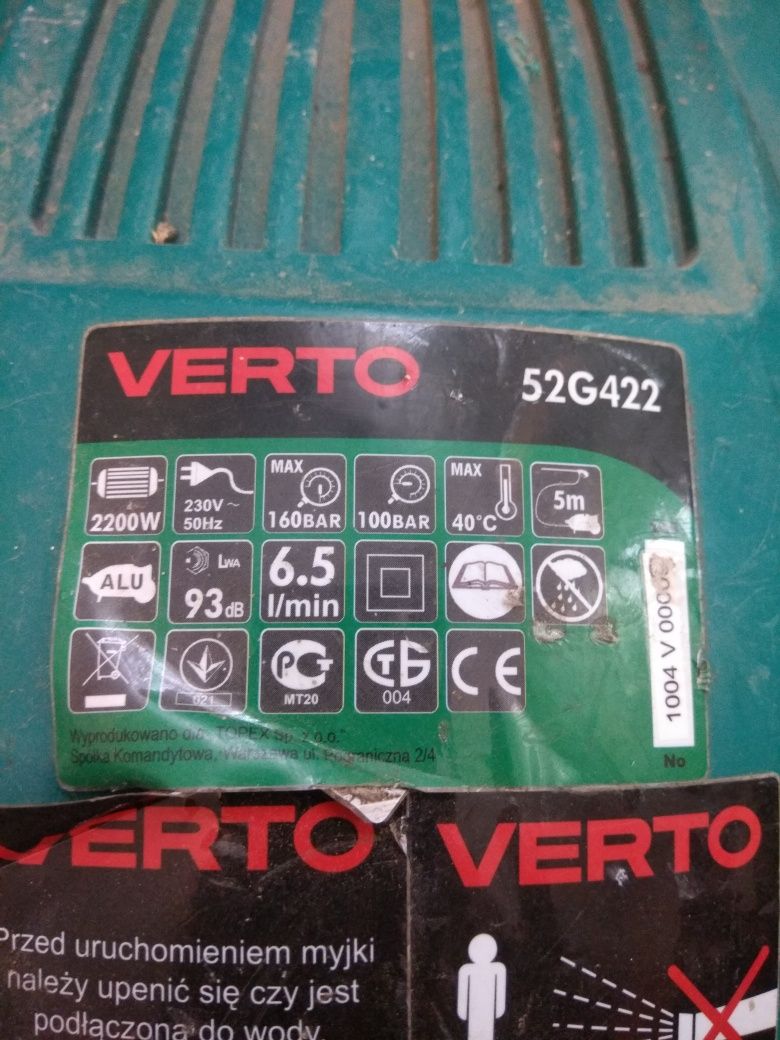 VERTO 52G422
2200W
230V ~
50Hz
MAX
160BAR
100BAR
MAX
40°C
5m
ALU
LWA
93dB
6.5
l/min
021
MT20
004
CE
1004 V
No
Wyprodukowano dla "TOPEX Sp. z o.o."
Spółka Komandytowa, Warszawa ul. Pograniczna 2/4
VERTO
Przed uruchomieniem myjki
należy upenić się czy jest
podłączona do wody.
VERTO